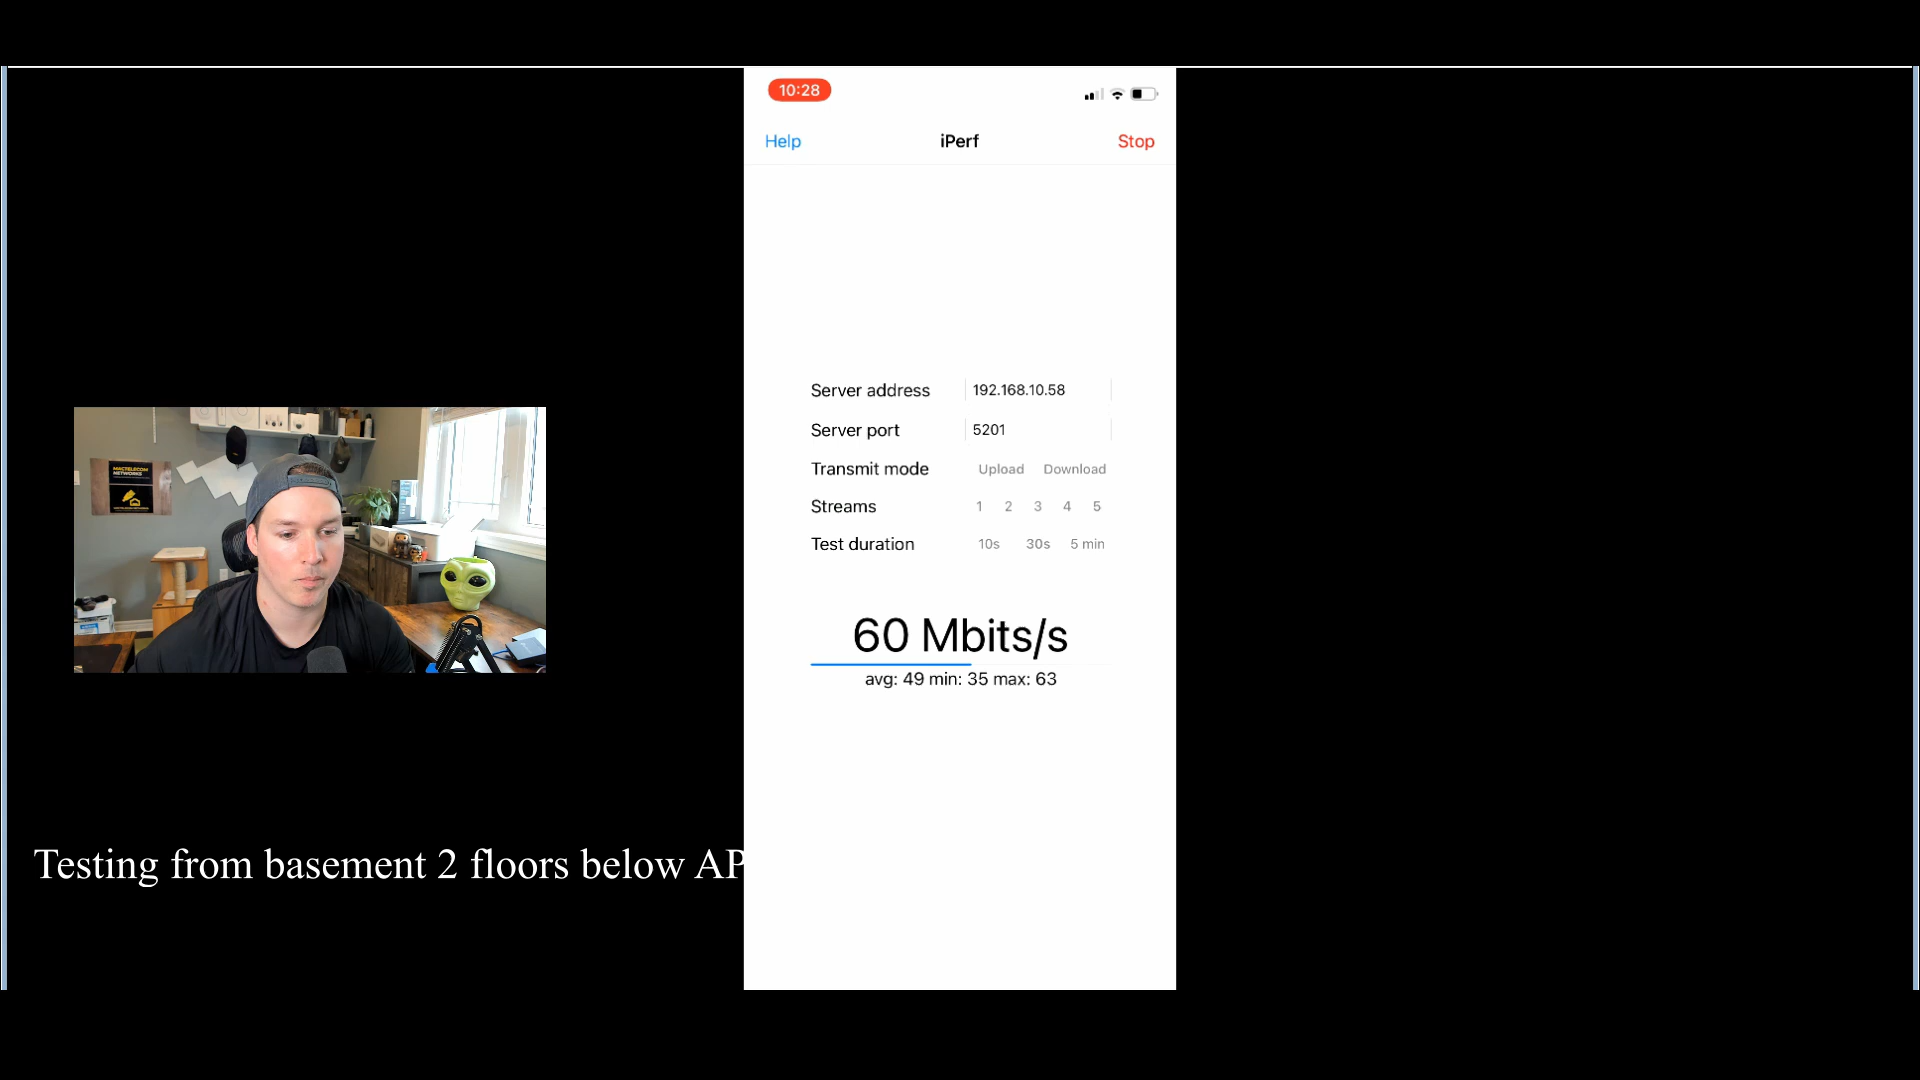 10:28
Help iPerf Stop
Server address 192.168.10.58
Server port 5201
Transmit mode Upload Download
Streams 1 2 3 4 5
Test duration 10s 30s 5 min
60 Mbits/s
avg: 49 min: 35 max: 63
MACTELECOM
NETWORKS
Testing from basement 2 floors below AP